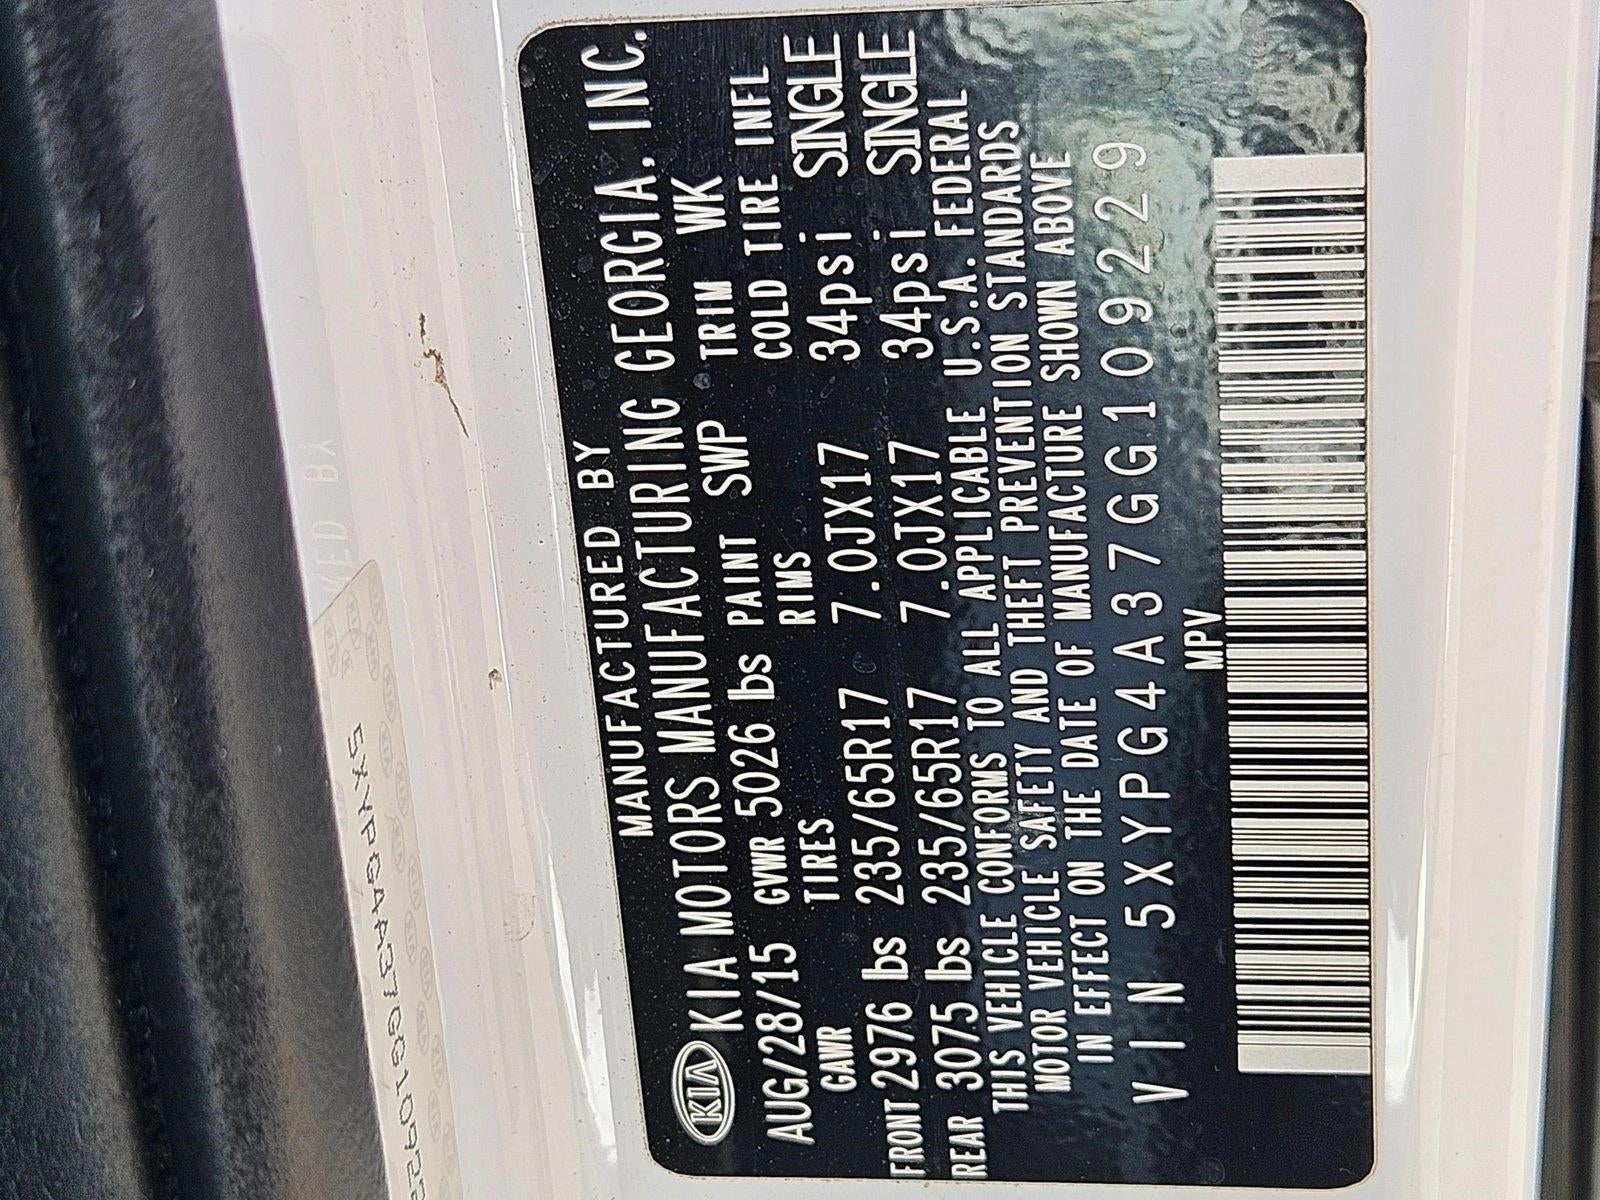 MANUFACTURED BY
KIA KIA MOTORS MANUFACTURING GEORGIA, INC.
AUG/28/15 GVWR 5026 lbs PAINT SWP TRIM WK
GAWR TIRES RIMS COLD TIRE INFL
FRONT 2976 lbs 235/65R17 7.0JX17 34psi SINGLE
REAR 3075 lbs 235/65R17 7.0JX17 34psi SINGLE
THIS VEHICLE CONFORMS TO ALL APPLICABLE U.S.A. FEDERAL
MOTOR VEHICLE SAFETY AND THEFT PREVENTION STANDARDS
IN EFFECT ON THE DATE OF MANUFACTURE SHOWN ABOVE
VIN 5XYPG4A37GG109229
MPV